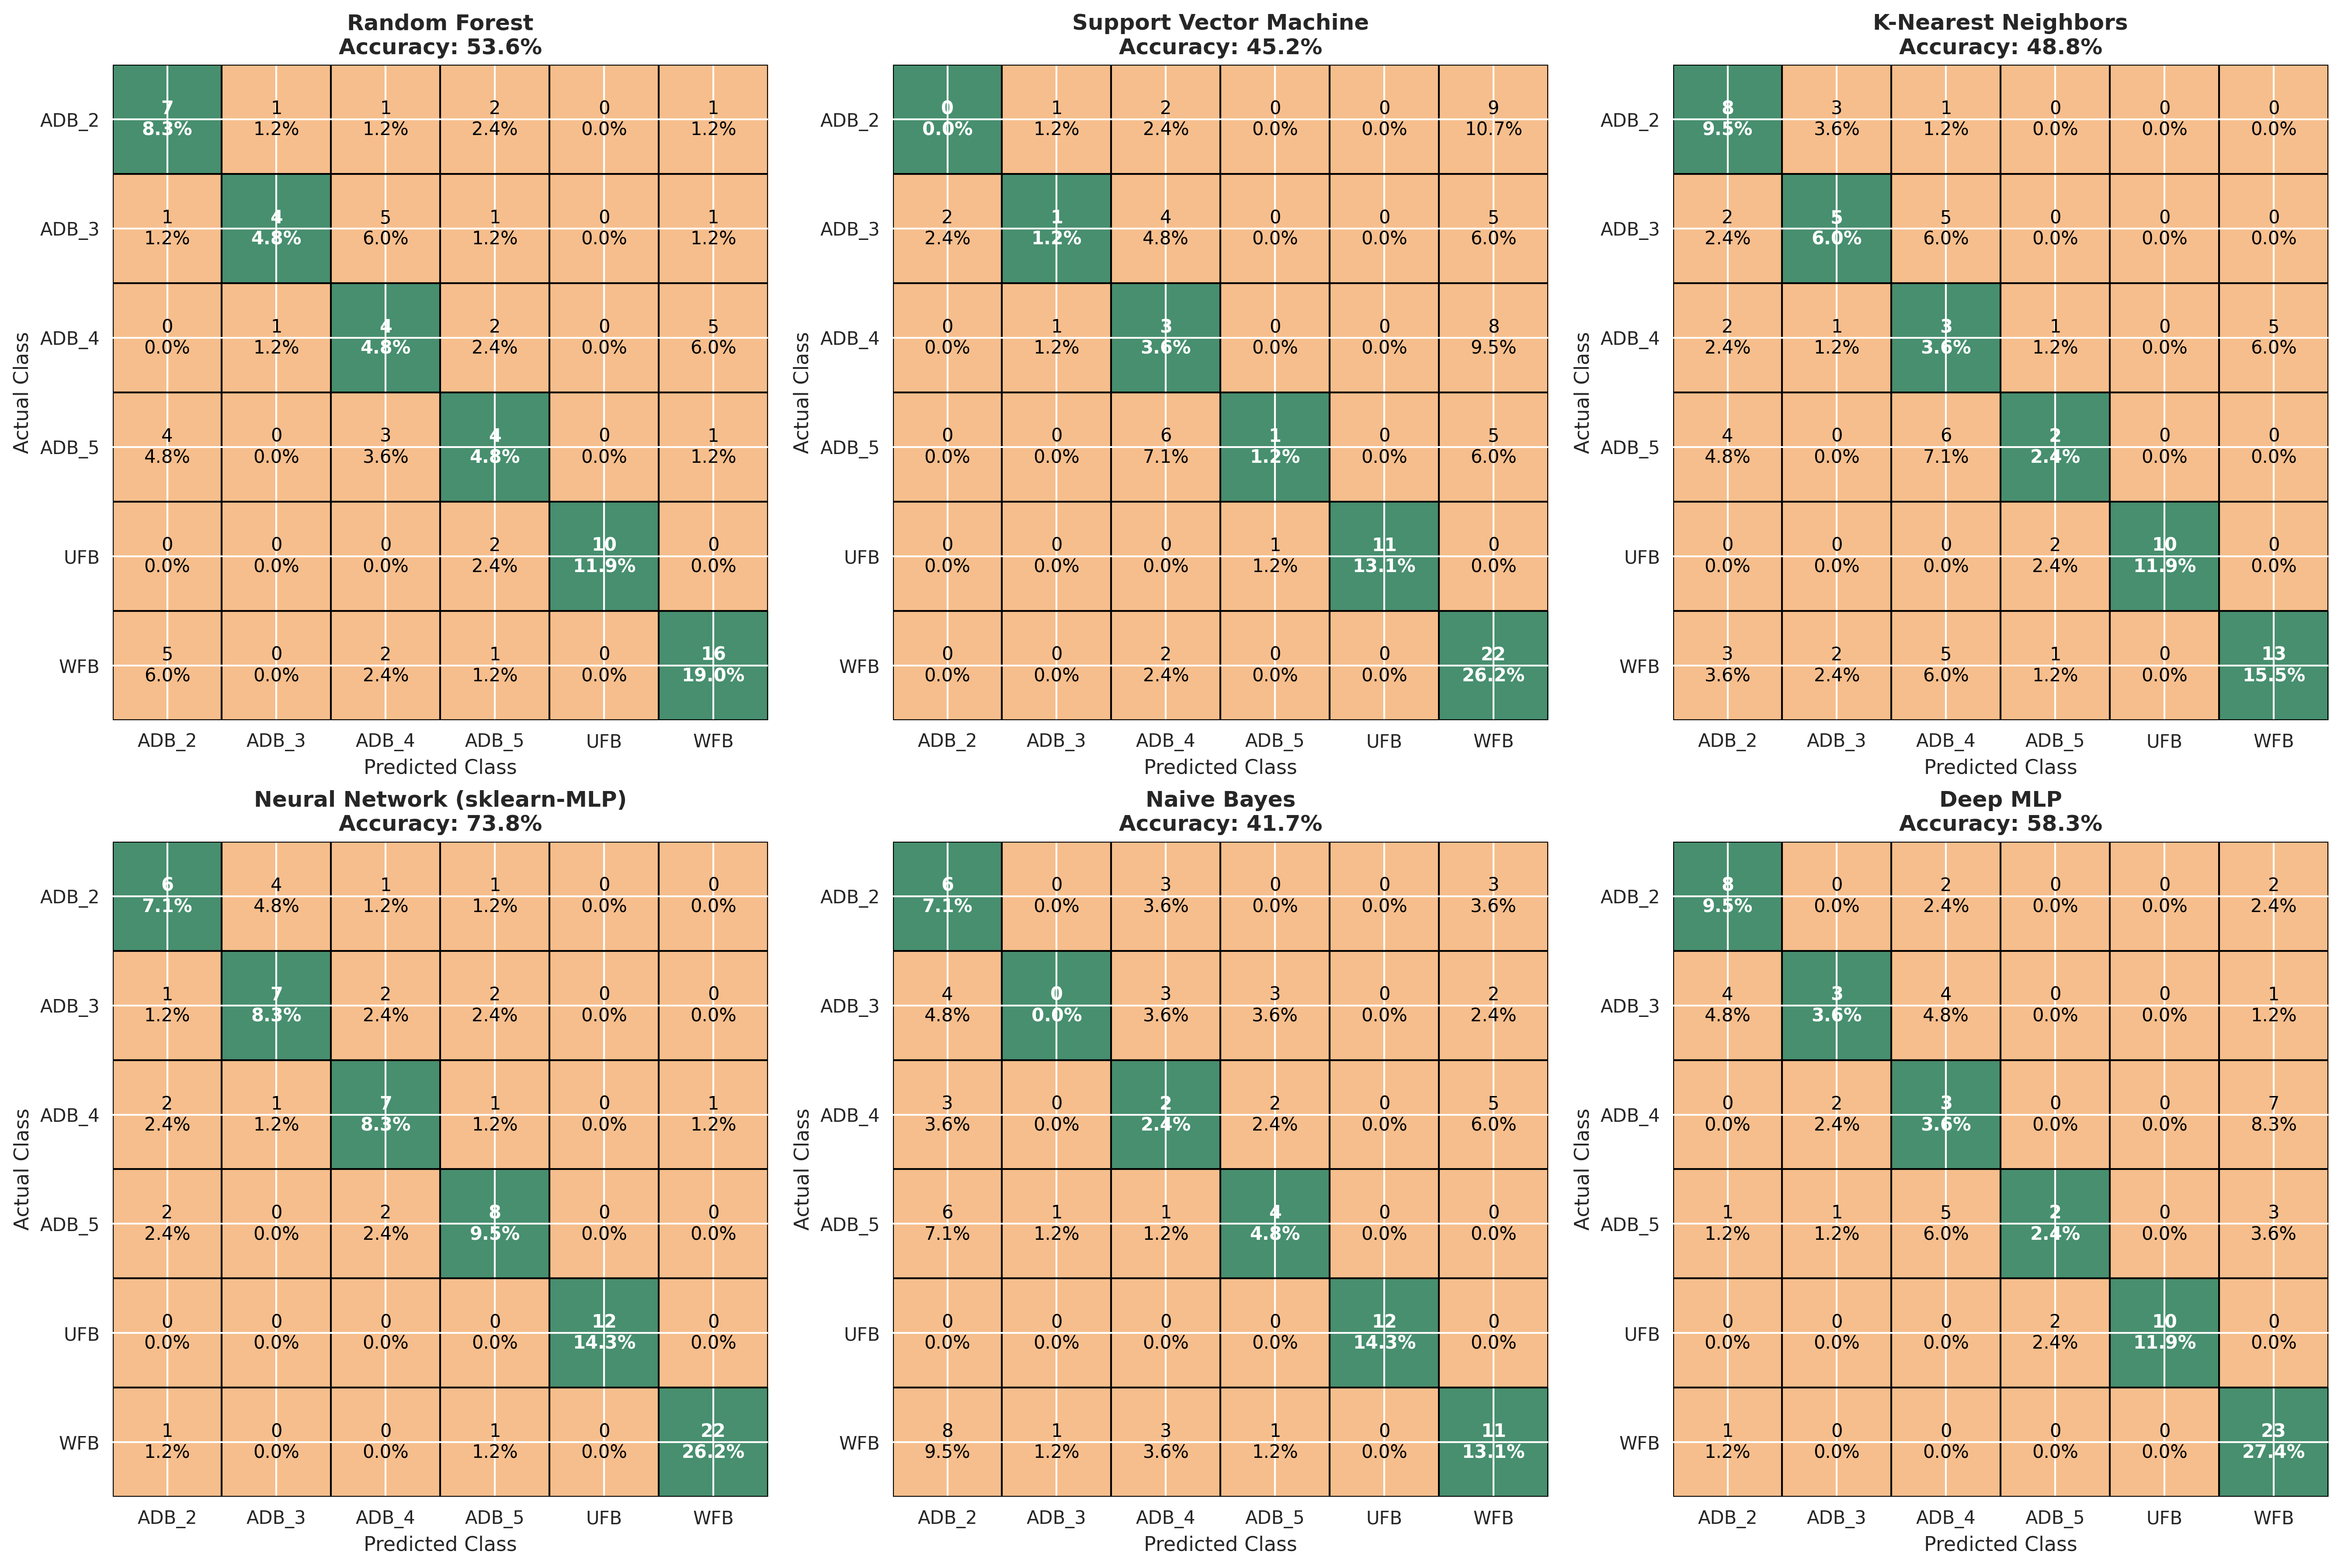 Random Forest
Accuracy: 53.6%
Actual Class
ADB_2 7 1 1 2 0 1
8.3% 1.2% 1.2% 2.4% 0.0% 1.2%
ADB_3 1 4 5 1 0 1
1.2% 4.8% 6.0% 1.2% 0.0% 1.2%
ADB_4 0 1 4 2 0 5
0.0% 1.2% 4.8% 2.4% 0.0% 6.0%
ADB_5 4 0 3 4 0 1
4.8% 0.0% 3.6% 4.8% 0.0% 1.2%
UFB 0 0 0 2 10 0
0.0% 0.0% 0.0% 2.4% 11.9% 0.0%
WFB 5 0 2 1 0 16
6.0% 0.0% 2.4% 1.2% 0.0% 19.0%
ADB_2 ADB_3 ADB_4 ADB_5 UFB WFB
Predicted Class
Support Vector Machine
Accuracy: 45.2%
Actual Class
ADB_2 0 1 2 0 0 9
0.0% 1.2% 2.4% 0.0% 0.0% 10.7%
ADB_3 2 1 4 0 0 5
2.4% 1.2% 4.8% 0.0% 0.0% 6.0%
ADB_4 0 1 3 0 0 8
0.0% 1.2% 3.6% 0.0% 0.0% 9.5%
ADB_5 0 0 6 1 0 5
0.0% 0.0% 7.1% 1.2% 0.0% 6.0%
UFB 0 0 0 1 11 0
0.0% 0.0% 0.0% 1.2% 13.1% 0.0%
WFB 0 0 2 0 0 22
0.0% 0.0% 2.4% 0.0% 0.0% 26.2%
ADB_2 ADB_3 ADB_4 ADB_5 UFB WFB
Predicted Class
K-Nearest Neighbors
Accuracy: 48.8%
Actual Class
ADB_2 8 3 1 0 0 0
9.5% 3.6% 1.2% 0.0% 0.0% 0.0%
ADB_3 2 5 5 0 0 0
2.4% 6.0% 6.0% 0.0% 0.0% 0.0%
ADB_4 2 1 3 1 0 5
2.4% 1.2% 3.6% 1.2% 0.0% 6.0%
ADB_5 4 0 6 2 0 0
4.8% 0.0% 7.1% 2.4% 0.0% 0.0%
UFB 0 0 0 2 10 0
0.0% 0.0% 0.0% 2.4% 11.9% 0.0%
WFB 3 2 5 1 0 13
3.6% 2.4% 6.0% 1.2% 0.0% 15.5%
ADB_2 ADB_3 ADB_4 ADB_5 UFB WFB
Predicted Class
Neural Network (sklearn-MLP)
Accuracy: 73.8%
Actual Class
ADB_2 6 4 1 1 0 0
7.1% 4.8% 1.2% 1.2% 0.0% 0.0%
ADB_3 1 7 2 2 0 0
1.2% 8.3% 2.4% 2.4% 0.0% 0.0%
ADB_4 2 1 7 1 0 1
2.4% 1.2% 8.3% 1.2% 0.0% 1.2%
ADB_5 2 0 2 8 0 0
2.4% 0.0% 2.4% 9.5% 0.0% 0.0%
UFB 0 0 0 0 12 0
0.0% 0.0% 0.0% 0.0% 14.3% 0.0%
WFB 1 0 0 1 0 22
1.2% 0.0% 0.0% 1.2% 0.0% 26.2%
ADB_2 ADB_3 ADB_4 ADB_5 UFB WFB
Predicted Class
Naive Bayes
Accuracy: 41.7%
Actual Class
ADB_2 6 0 3 0 0 3
7.1% 0.0% 3.6% 0.0% 0.0% 3.6%
ADB_3 4 0 3 3 0 2
4.8% 0.0% 3.6% 3.6% 0.0% 2.4%
ADB_4 3 0 2 2 0 5
3.6% 0.0% 2.4% 2.4% 0.0% 6.0%
ADB_5 6 1 1 4 0 0
7.1% 1.2% 1.2% 4.8% 0.0% 0.0%
UFB 0 0 0 0 12 0
0.0% 0.0% 0.0% 0.0% 14.3% 0.0%
WFB 8 1 3 1 0 11
9.5% 1.2% 3.6% 1.2% 0.0% 13.1%
ADB_2 ADB_3 ADB_4 ADB_5 UFB WFB
Predicted Class
Deep MLP
Accuracy: 58.3%
Actual Class
ADB_2 8 0 2 0 0 2
9.5% 0.0% 2.4% 0.0% 0.0% 2.4%
ADB_3 4 3 4 0 0 1
4.8% 3.6% 4.8% 0.0% 0.0% 1.2%
ADB_4 0 2 3 0 0 7
0.0% 2.4% 3.6% 0.0% 0.0% 8.3%
ADB_5 1 1 5 2 0 3
1.2% 1.2% 6.0% 2.4% 0.0% 3.6%
UFB 0 0 0 2 10 0
0.0% 0.0% 0.0% 2.4% 11.9% 0.0%
WFB 1 0 0 0 0 23
1.2% 0.0% 0.0% 0.0% 0.0% 27.4%
ADB_2 ADB_3 ADB_4 ADB_5 UFB WFB
Predicted Class